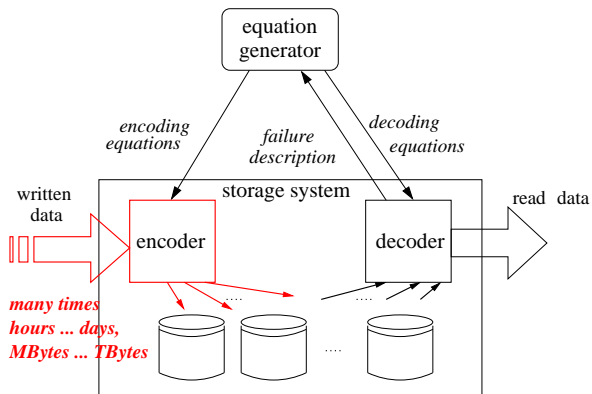 equation
generator
encoding
equations
failure
description
decoding
equations
storage system
written
data
read data
encoder
decoder
....
....
many times
hours ... days,
MBytes ... TBytes
....